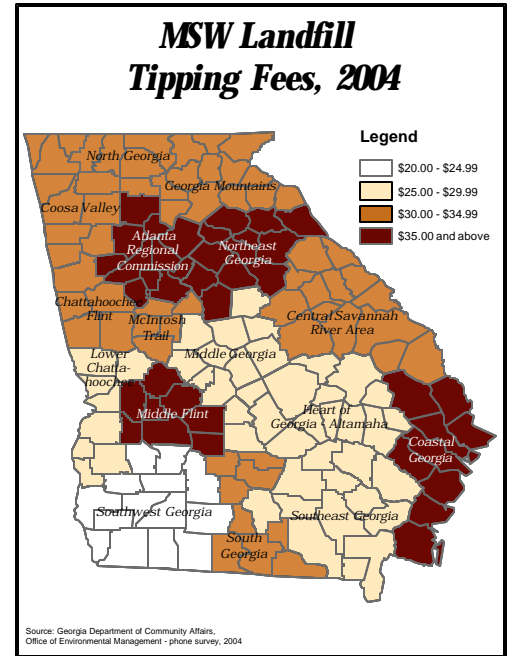 MSW Landfill
Tipping Fees, 2004
Legend
$20.00 - $24.99
$25.00 - $29.99
$30.00 - $34.99
$35.00 and above
North Georgia
Georgia Mountains
Coosa Valley
Atlanta
Regional
Commission
Northeast
Georgia
Chattahoochee
Flint
McIntosh
Trail
Central Savannah
River Area
Lower
Chatta-
hoochee
Middle Georgia
Middle Flint
Heart of
Georgia - Altamaha
Coastal
Georgia
Southwest Georgia
Southeast Georgia
South
Georgia
Source: Georgia Department of Community Affairs,
Office of Environmental Management - phone survey, 2004